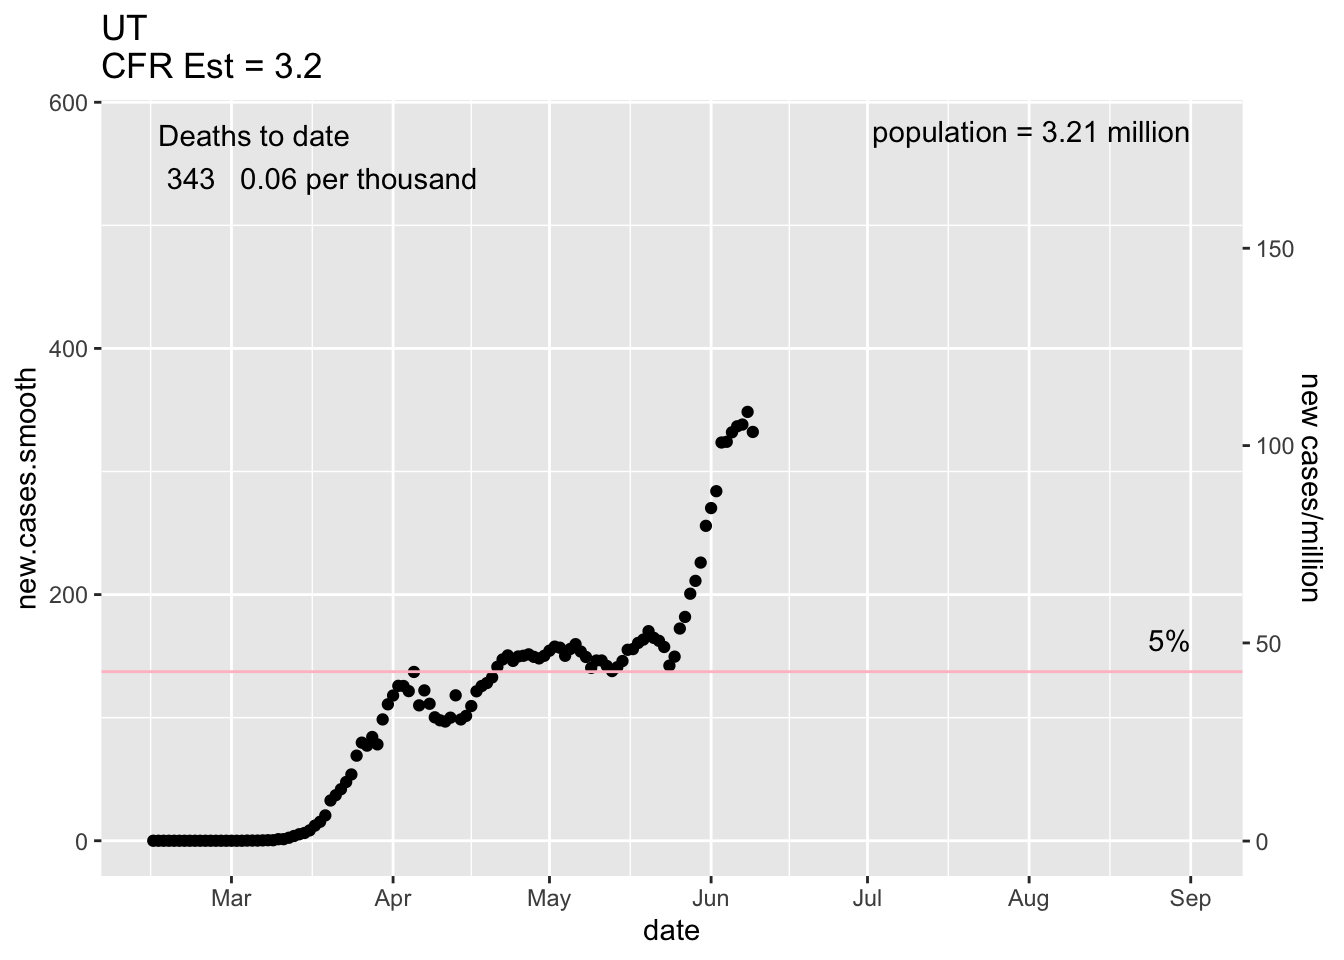 UT
CFR Est = 3.2
Deaths to date
343 0.06 per thousand
population = 3.21 million
600
400
200
0
new.cases.smooth
150
100
50
0
new cases/million
5%
Mar Apr May Jun Jul Aug Sep
date